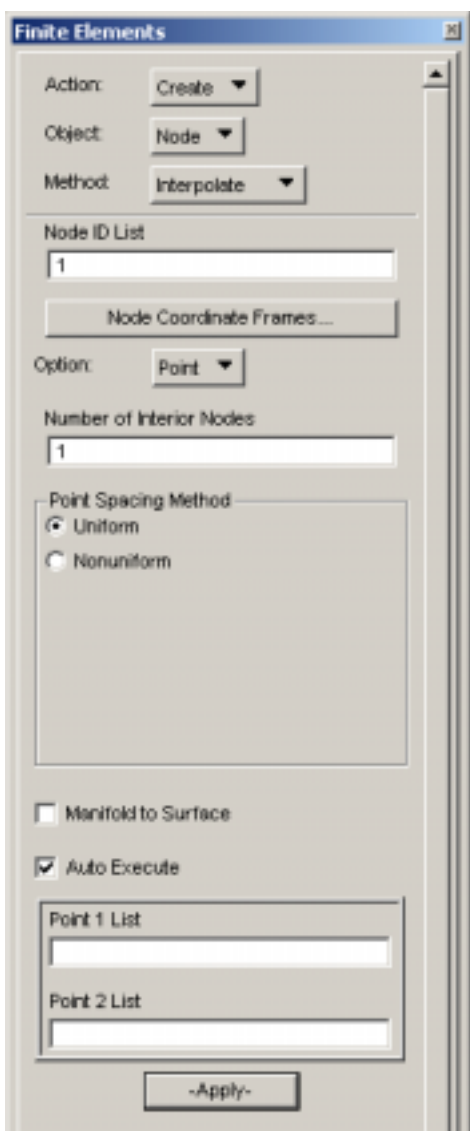 Finite Elements
Action: Create
Object: Node
Method: Interpolate
Node ID List
1
Node Coordinate Frames...
Option: Point
Number of Interior Nodes
1
Point Spacing Method
Uniform
Nonuniform
Manifold to Surface
Auto Execute
Point 1 List
Point 2 List
-Apply-